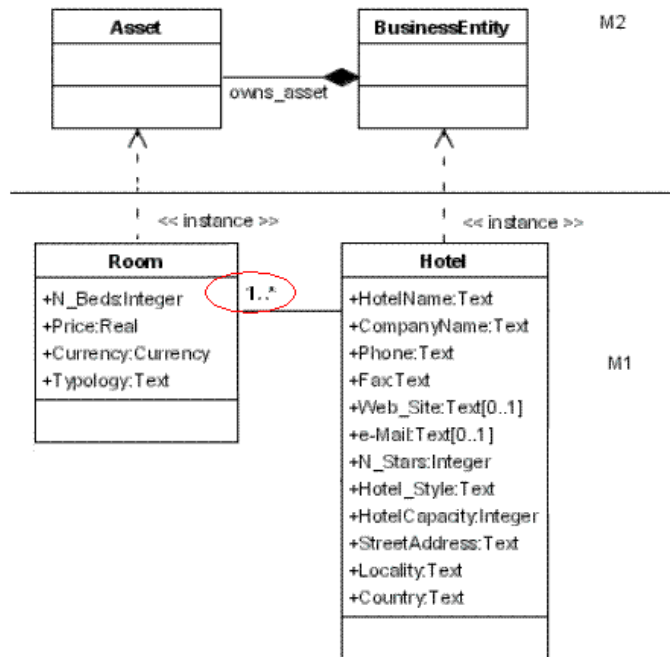 Asset
BusinessEntity
M2
owns_asset
<< instance >>
<< instance >>
Room
Hotel
+N_Beds:Integer
+Price:Real
+Currency:Currency
+Typology:Text
1..*
+HotelName:Text
+CompanyName:Text
+Phone:Text
+Fax:Text
+Web_Site:Text[0..1]
+e-Mail:Text[0..1]
+N_Stars:Integer
+Hotel_Style:Text
+HotelCapacity:Integer
+StreetAddress:Text
+Locality:Text
+Country:Text
M1